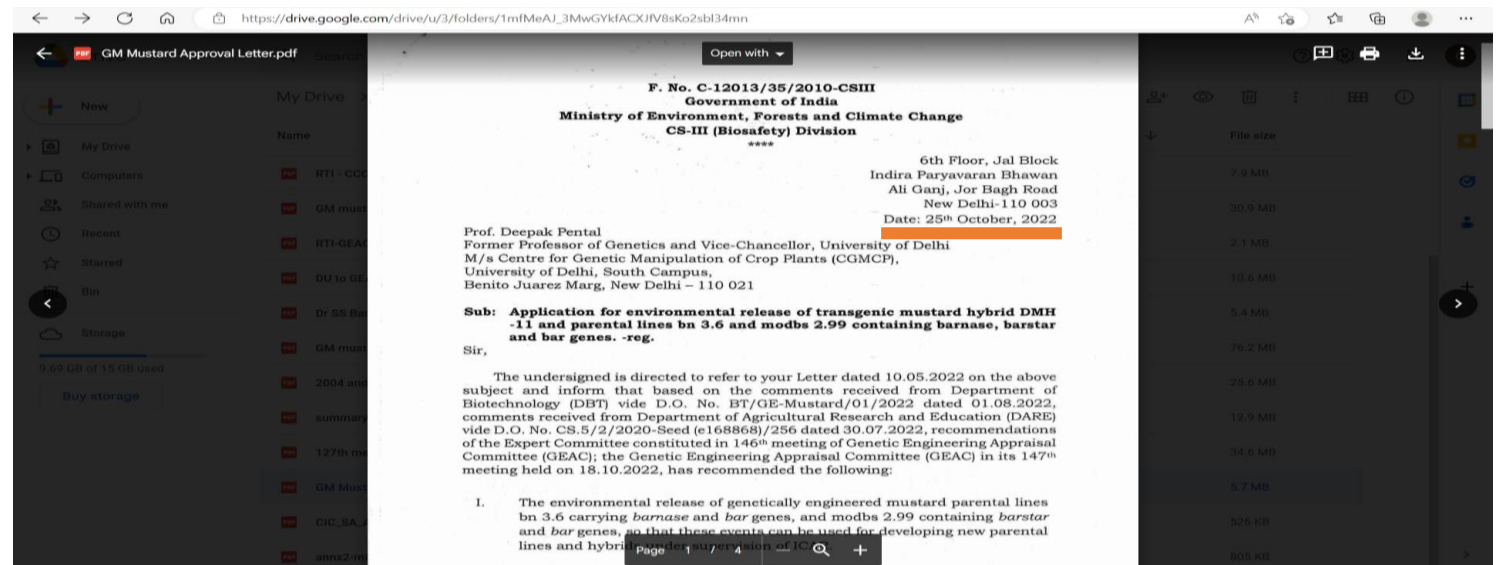 https://drive.google.com/drive/u/3/folders/1mfMeAJ_3MwGYkfACXJfV8sKo2sbl34mn
GM Mustard Approval Letter.pdf
Open with
F. No. C-12013/35/2010-CSIII
Government of India
Ministry of Environment, Forests and Climate Change
CS-III (Biosafety) Division
****
6th Floor, Jal Block
Indira Paryavaran Bhawan
Ali Ganj, Jor Bagh Road
New Delhi-110 003
Date: 25th October, 2022
Prof. Deepak Pental
Former Professor of Genetics and Vice-Chancellor, University of Delhi
M/s Centre for Genetic Manipulation of Crop Plants (CGMCP),
University of Delhi, South Campus,
Benito Juarez Marg, New Delhi – 110 021
Sub: Application for environmental release of transgenic mustard hybrid DMH
-11 and parental lines bn 3.6 and modbs 2.99 containing barnase, barstar
and bar genes. -reg.
Sir,
The undersigned is directed to refer to your Letter dated 10.05.2022 on the above
subject and inform that based on the comments received from Department of
Biotechnology (DBT) vide D.O. No. BT/GE-Mustard/01/2022 dated 01.08.2022,
comments received from Department of Agricultural Research and Education (DARE)
vide D.O. No. CS.5/2/2020-Seed (e168868)/256 dated 30.07.2022, recommendations
of the Expert Committee constituted in 146th meeting of Genetic Engineering Appraisal
Committee (GEAC); the Genetic Engineering Appraisal Committee (GEAC) in its 147th
meeting held on 18.10.2022, has recommended the following:
I. The environmental release of genetically engineered mustard parental lines
bn 3.6 carrying barnase and bar genes, and modbs 2.99 containing barstar
and bar genes, so that these events can be used for developing new parental
lines and hybrids under supervision of ICAR.
Page 1 / 4
New
My Drive
Computers
Shared with me
Recent
Starred
Bin
Storage
9.69 GB of 15 GB used
Buy storage
My Drive
Name
File size
RTI - CCC
7.9 MB
GM must
30.9 MB
RTI-GEAC
2.1 MB
DU to GE
10.6 MB
Dr SS Ba
5.4 MB
GM must
76.2 MB
2004 and
25.6 MB
summary
12.9 MB
127th me
34.6 MB
GM Must
5.7 MB
CIC_SA_
526 KB
annx2-m
805 KB